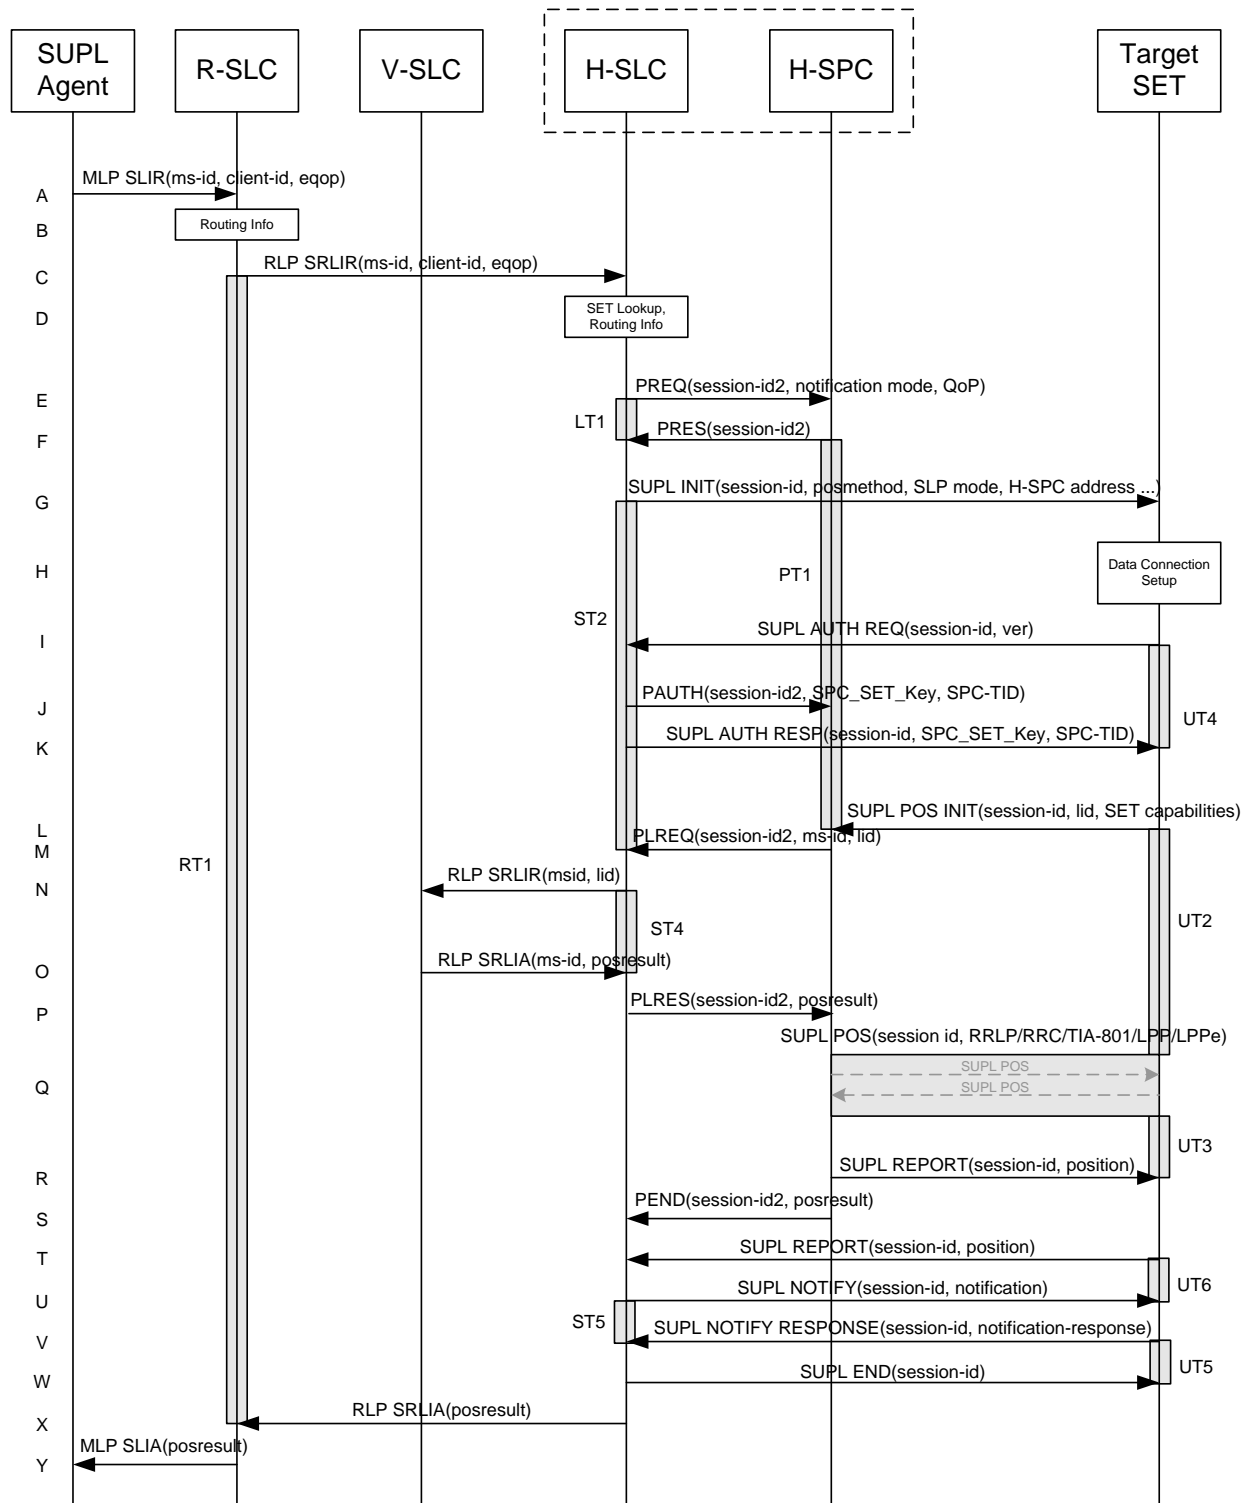 SUPL
Agent
R-SLC
V-SLC
H-SLC
H-SPC
Target
SET
A
MLP SLIR(ms-id, client-id, eqop)
B
Routing Info
C
RLP SRLIR(ms-id, client-id, eqop)
D
SET Lookup,
Routing Info
E
PREQ(session-id2, notification mode, QoP)
LT1
F
PRES(session-id2)
G
SUPL INIT(session-id, posmethod, SLP mode, H-SPC address ...)
H
PT1
Data Connection
Setup
ST2
I
SUPL AUTH REQ(session-id, ver)
J
PAUTH(session-id2, SPC_SET_Key, SPC-TID)
UT4
K
SUPL AUTH RESP(session-id, SPC_SET_Key, SPC-TID)
L
SUPL POS INIT(session-id, lid, SET capabilities)
M
PLREQ(session-id2, ms-id, lid)
RT1
N
RLP SRLIR(msid, lid)
ST4
UT2
O
RLP SRLIA(ms-id, posresult)
P
PLRES(session-id2, posresult)
SUPL POS(session id, RRLP/RRC/TIA-801/LPP/LPPe)
SUPL POS
Q
SUPL POS
UT3
R
SUPL REPORT(session-id, position)
S
PEND(session-id2, posresult)
T
SUPL REPORT(session-id, position)
UT6
U
SUPL NOTIFY(session-id, notification)
ST5
V
SUPL NOTIFY RESPONSE(session-id, notification-response)
UT5
W
SUPL END(session-id)
X
RLP SRLIA(posresult)
Y
MLP SLIA(posresult)